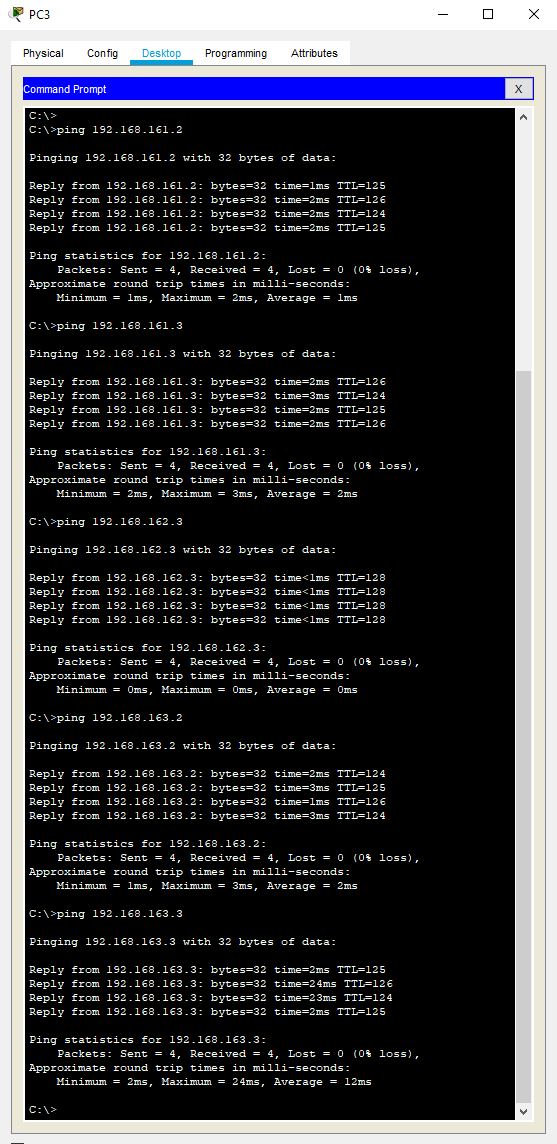 PC3
Physical Config Desktop Programming Attributes
Command Prompt X
C:\>
C:\>ping 192.168.161.2
Pinging 192.168.161.2 with 32 bytes of data:
Reply from 192.168.161.2: bytes=32 time=1ms TTL=125
Reply from 192.168.161.2: bytes=32 time=2ms TTL=126
Reply from 192.168.161.2: bytes=32 time=2ms TTL=124
Reply from 192.168.161.2: bytes=32 time=2ms TTL=125
Ping statistics for 192.168.161.2:
    Packets: Sent = 4, Received = 4, Lost = 0 (0% loss),
Approximate round trip times in milli-seconds:
    Minimum = 1ms, Maximum = 2ms, Average = 1ms
C:\>ping 192.168.161.3
Pinging 192.168.161.3 with 32 bytes of data:
Reply from 192.168.161.3: bytes=32 time=2ms TTL=126
Reply from 192.168.161.3: bytes=32 time=3ms TTL=124
Reply from 192.168.161.3: bytes=32 time=2ms TTL=125
Reply from 192.168.161.3: bytes=32 time=2ms TTL=126
Ping statistics for 192.168.161.3:
    Packets: Sent = 4, Received = 4, Lost = 0 (0% loss),
Approximate round trip times in milli-seconds:
    Minimum = 2ms, Maximum = 3ms, Average = 2ms
C:\>ping 192.168.162.3
Pinging 192.168.162.3 with 32 bytes of data:
Reply from 192.168.162.3: bytes=32 time<1ms TTL=128
Reply from 192.168.162.3: bytes=32 time<1ms TTL=128
Reply from 192.168.162.3: bytes=32 time<1ms TTL=128
Reply from 192.168.162.3: bytes=32 time<1ms TTL=128
Ping statistics for 192.168.162.3:
    Packets: Sent = 4, Received = 4, Lost = 0 (0% loss),
Approximate round trip times in milli-seconds:
    Minimum = 0ms, Maximum = 0ms, Average = 0ms
C:\>ping 192.168.163.2
Pinging 192.168.163.2 with 32 bytes of data:
Reply from 192.168.163.2: bytes=32 time=2ms TTL=124
Reply from 192.168.163.2: bytes=32 time=3ms TTL=125
Reply from 192.168.163.2: bytes=32 time=1ms TTL=126
Reply from 192.168.163.2: bytes=32 time=3ms TTL=124
Ping statistics for 192.168.163.2:
    Packets: Sent = 4, Received = 4, Lost = 0 (0% loss),
Approximate round trip times in milli-seconds:
    Minimum = 1ms, Maximum = 3ms, Average = 2ms
C:\>ping 192.168.163.3
Pinging 192.168.163.3 with 32 bytes of data:
Reply from 192.168.163.3: bytes=32 time=2ms TTL=125
Reply from 192.168.163.3: bytes=32 time=24ms TTL=126
Reply from 192.168.163.3: bytes=32 time=23ms TTL=124
Reply from 192.168.163.3: bytes=32 time=2ms TTL=125
Ping statistics for 192.168.163.3:
    Packets: Sent = 4, Received = 4, Lost = 0 (0% loss),
Approximate round trip times in milli-seconds:
    Minimum = 2ms, Maximum = 24ms, Average = 12ms
C:\>